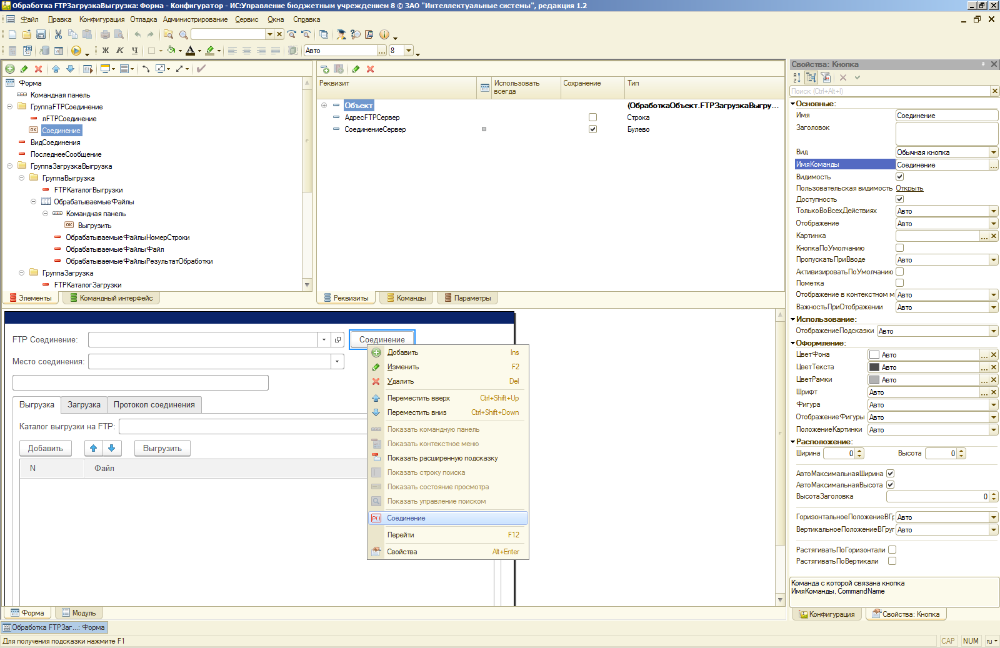 Обработка FTPЗагрузкаВыгрузка: Форма - Конфигуратор - ИС:Управление бюджетным учреждением 8 © ЗАО "Интеллектуальные системы", редакция 1.2
Файл Правка Конфигурация Отладка Администрирование Сервис Окна Справка
Ж К Ч Авто ... 8
Форма
Командная панель
ГруппаFTPСоединение
лFTPСоединение
Соединение
ВидСоединения
ПоследнееСообщение
ГруппаЗагрузкаВыгрузка
ГруппаВыгрузка
FTPКаталогВыгрузки
ОбрабатываемыеФайлы
Командная панель
Выгрузить
ОбрабатываемыеФайлыНомерСтроки
ОбрабатываемыеФайлыФайл
ОбрабатываемыеФайлыРезультатОбработки
ГруппаЗагрузка
FTPКаталогЗагрузки
Элементы Командный интерфейс
Реквизит Использовать всегда Сохранение Тип
Объект (ОбработкаОбъект.FTPЗагрузкаВыгру...
АдресFTPСервер Строка
СоединениеСервер Булево
Реквизиты Команды Параметры
FTP Соединение: Соединение
Место соединения:
Выгрузка Загрузка Протокол соединения
Каталог выгрузки на FTP:
Добавить Выгрузить
N Файл
Добавить Ins
Изменить F2
Удалить Del
Переместить вверх Ctrl+Shift+Up
Переместить вниз Ctrl+Shift+Down
Показать командную панель
Показать контекстное меню
Показать расширенную подсказку
Показать строку поиска
Показать состояние просмотра
Показать управление поиском
Соединение
Перейти F12
Свойства Alt+Enter
Форма Модуль
Свойства: Кнопка
Поиск (Ctrl+Alt+I)
Основные:
Имя Соединение
Заголовок
Вид Обычная кнопка
ИмяКоманды Соединение ...
Видимость
Пользовательская видимость Открыть
Доступность
ТолькоВоВсехДействиях Авто
Отображение Авто
Картинка ...
КнопкаПоУмолчанию
ПропускатьПриВводе Авто
АктивизироватьПоУмолчанию
Пометка
Отображение в контекстном м Авто
ВажностьПриОтображении Авто
Использование:
ОтображениеПодсказки Авто
Оформление:
ЦветФона Авто ...
ЦветТекста Авто ...
ЦветРамки Авто ...
Шрифт Авто ...
Фигура Авто
ОтображениеФигуры Авто
ПоложениеКартинки Авто
Расположение:
Ширина 0 Высота 0
АвтоМаксимальнаяШирина
АвтоМаксимальнаяВысота
ВысотаЗаголовка 0
ГоризонтальноеПоложениеВГр Авто
ВертикальноеПоложениеВГруп Авто
РастягиватьПоГоризонтали
РастягиватьПоВертикали
Команда с которой связана кнопка
ИмяКоманды, CommandName
Конфигурация Свойства: Кнопка
Обработка FTPЗаг...: Форма
Для получения подсказки нажмите F1 CAP NUM ru